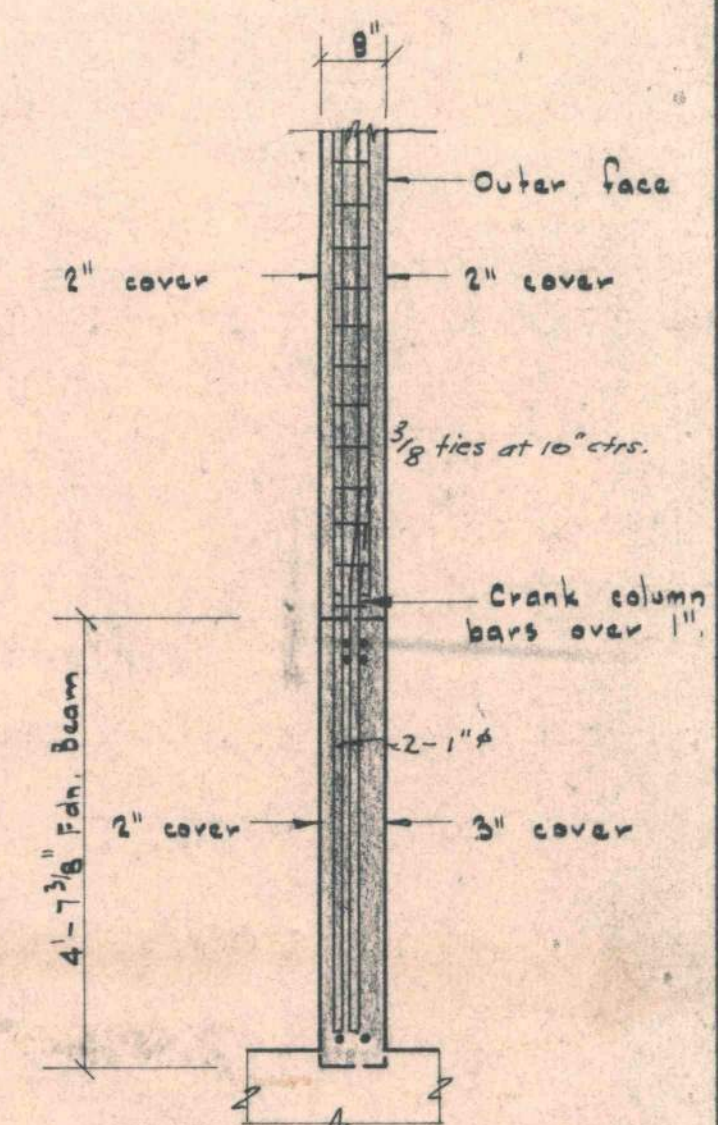 8"
Outer face
2" cover
2" cover
3/8 ties at 10" ctrs.
Crank column
bars over 1".
4'-7 3/8" Fdn. Beam
2-1"ø
2" cover
3" cover